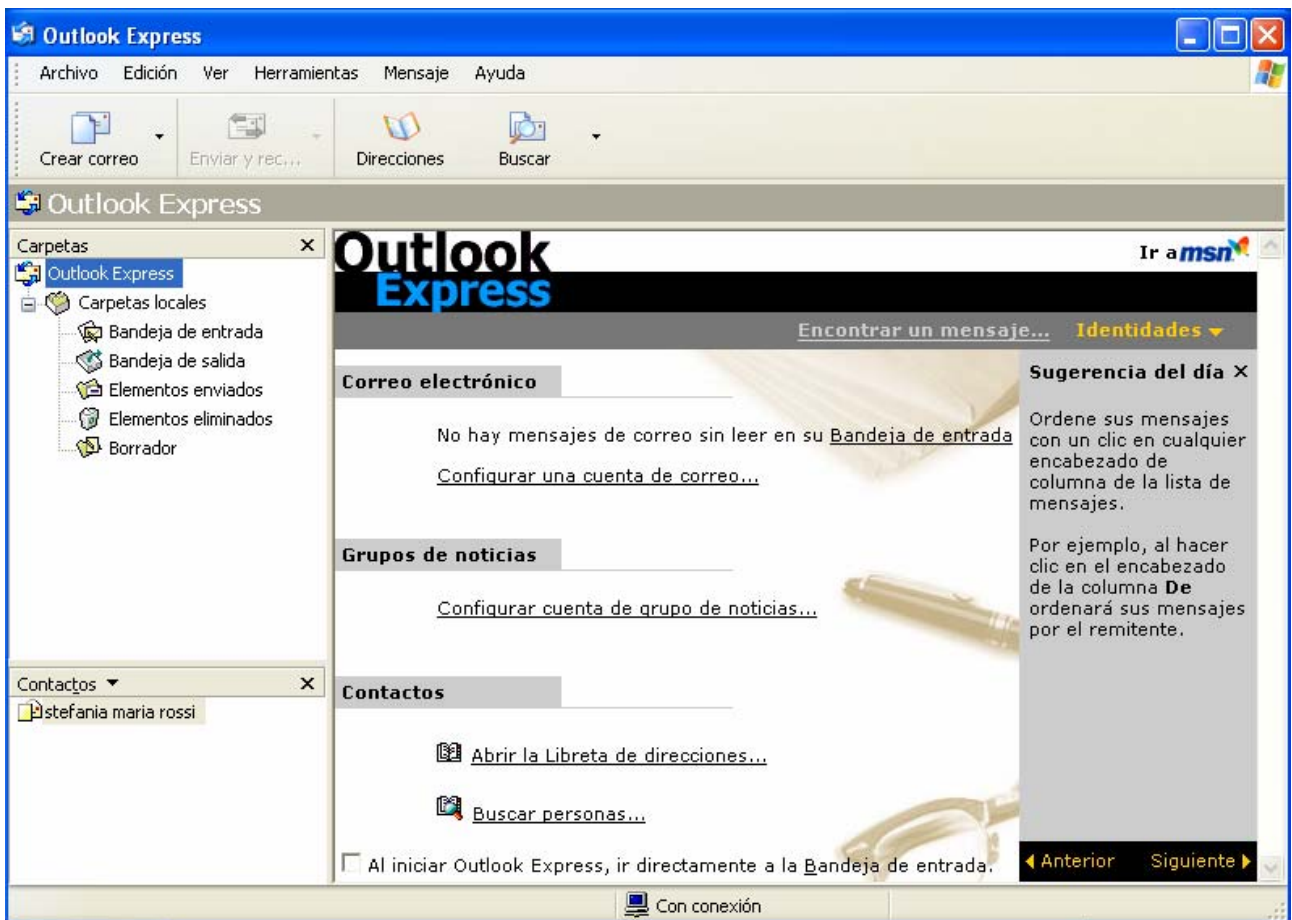 Outlook Express
Archivo Edición Ver Herramientas Mensaje Ayuda
Crear correo Enviar y rec... Direcciones Buscar
Outlook Express
Carpetas
Outlook Express
Carpetas locales
Bandeja de entrada
Bandeja de salida
Elementos enviados
Elementos eliminados
Borrador
Contactos
stefania maria rossi
Outlook
Express
Ir a msn
Encontrar un mensaje... Identidades
Correo electrónico
No hay mensajes de correo sin leer en su Bandeja de entrada
Configurar una cuenta de correo...
Grupos de noticias
Configurar cuenta de grupo de noticias...
Contactos
Abrir la Libreta de direcciones...
Buscar personas...
Al iniciar Outlook Express, ir directamente a la Bandeja de entrada.
Sugerencia del día
Ordene sus mensajes
con un clic en cualquier
encabezado de
columna de la lista de
mensajes.
Por ejemplo, al hacer
clic en el encabezado
de la columna De
ordenará sus mensajes
por el remitente.
Anterior Siguiente
Con conexión